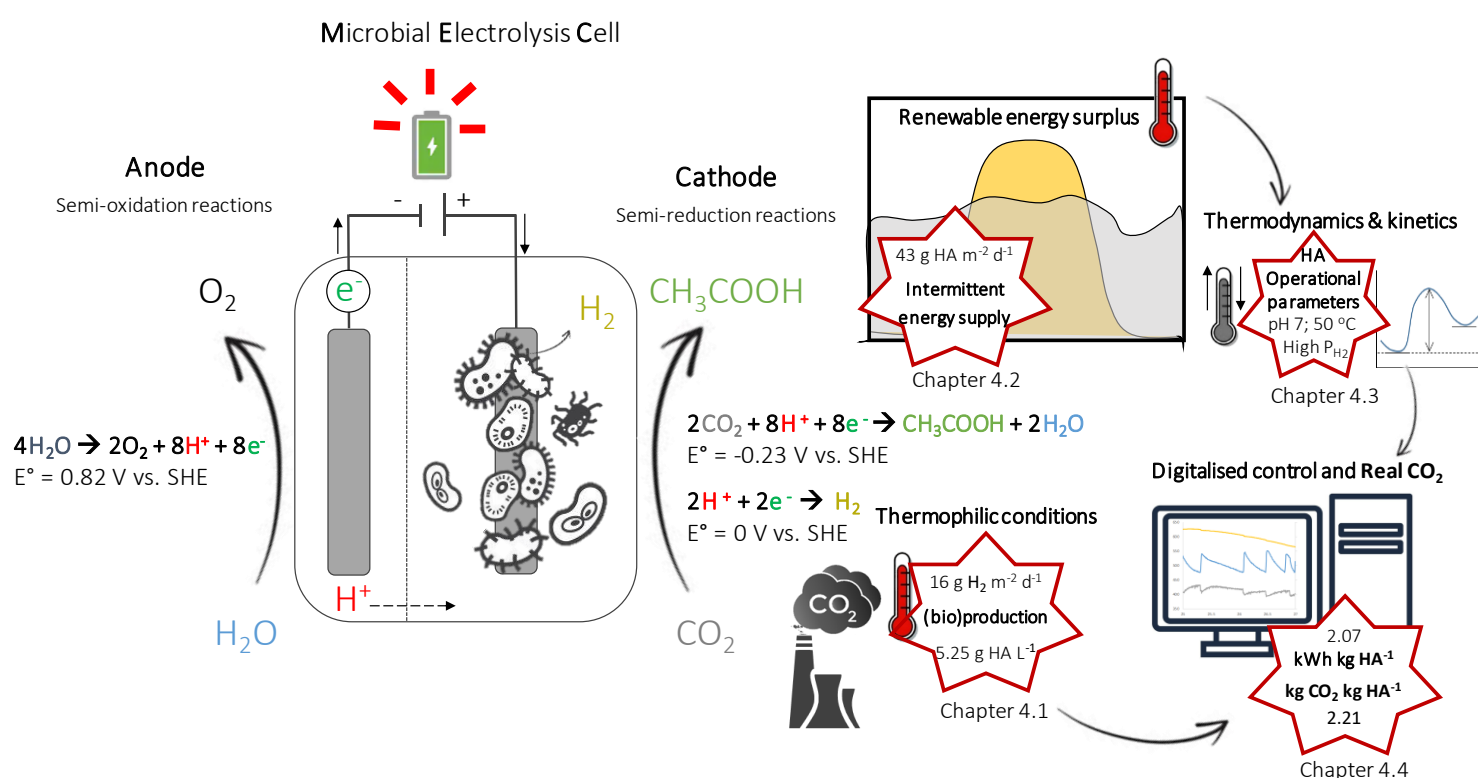 Microbial Electrolysis Cell
Anode
Semi-oxidation reactions
- +
Cathode
Semi-reduction reactions
O₂
e⁻
H₂
CH₃COOH
4H₂O → 2O₂ + 8H⁺ + 8e⁻
E° = 0.82 V vs. SHE
2CO₂ + 8H⁺ + 8e⁻ → CH₃COOH + 2H₂O
E° = -0.23 V vs. SHE
2H⁺ + 2e⁻ → H₂
E° = 0 V vs. SHE
H⁺
H₂O
CO₂
Renewable energy surplus
43 g HA m⁻² d⁻¹
Intermittent
energy supply
Chapter 4.2
Thermodynamics & kinetics
HA
Operational
parameters
pH 7; 50 °C
High P_H2
Chapter 4.3
Thermophilic conditions
CO₂
16 g H₂ m⁻² d⁻¹
(bio)production
5.25 g HA L⁻¹
Chapter 4.1
Digitalised control and Real CO₂
2.07
kWh kg HA⁻¹
kg CO₂ kg HA⁻¹
2.21
Chapter 4.4